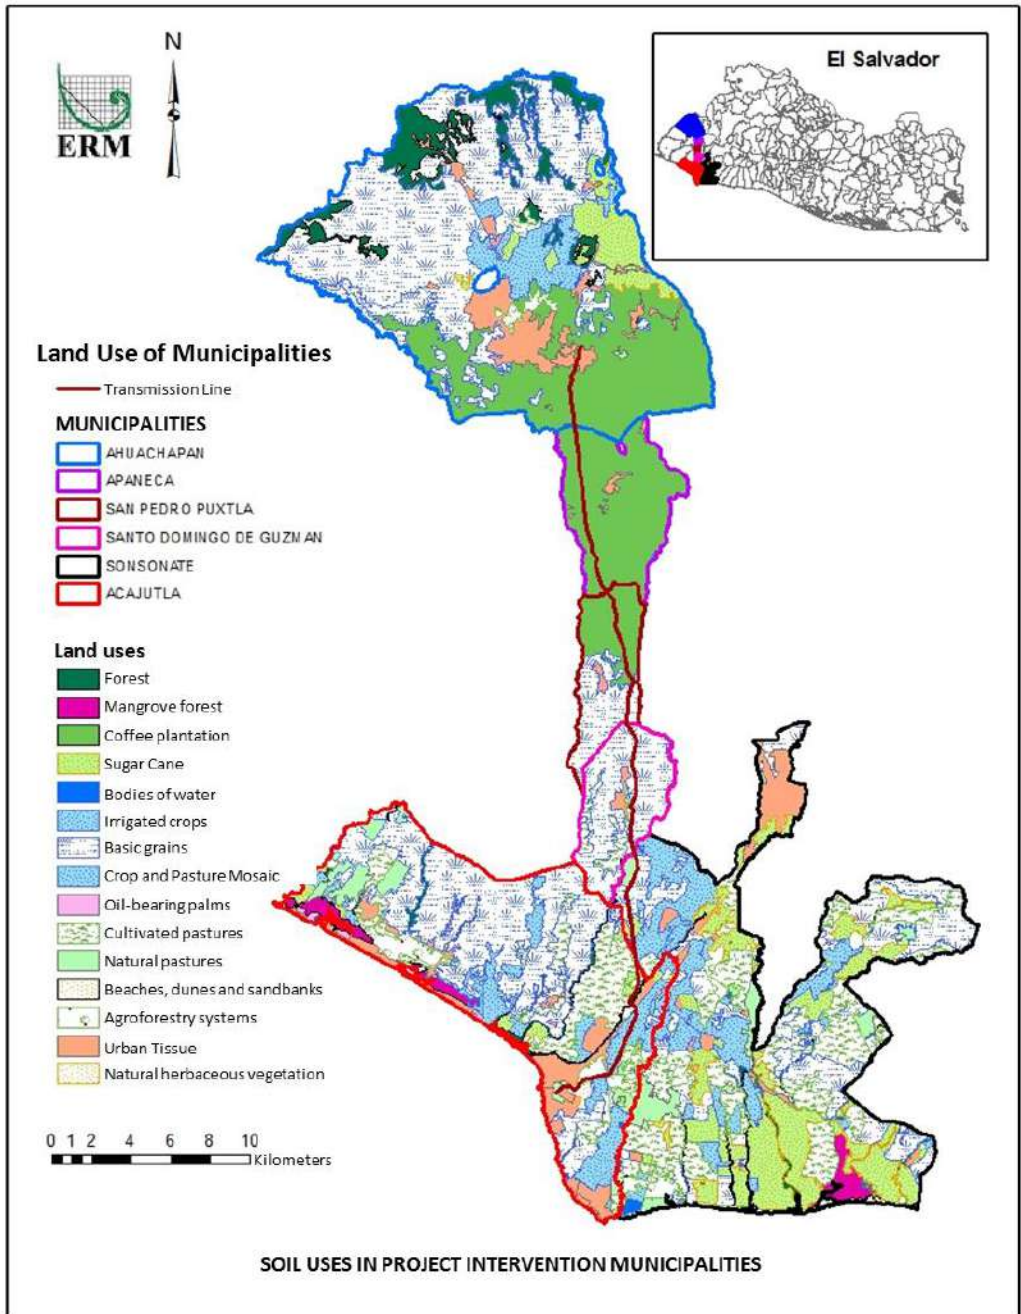 N
ERM
El Salvador
Land Use of Municipalities
Transmission Line
MUNICIPALITIES
AHUACHAPAN
APANECA
SAN PEDRO PUXTLA
SANTO DOMINGO DE GUZMAN
SONSONATE
ACAJUTLA
Land uses
Forest
Mangrove forest
Coffee plantation
Sugar Cane
Bodies of water
Irrigated crops
Basic grains
Crop and Pasture Mosaic
Oil-bearing palms
Cultivated pastures
Natural pastures
Beaches, dunes and sandbanks
Agroforestry systems
Urban Tissue
Natural herbaceous vegetation
0 1 2 4 6 8 10
Kilometers
SOIL USES IN PROJECT INTERVENTION MUNICIPALITIES